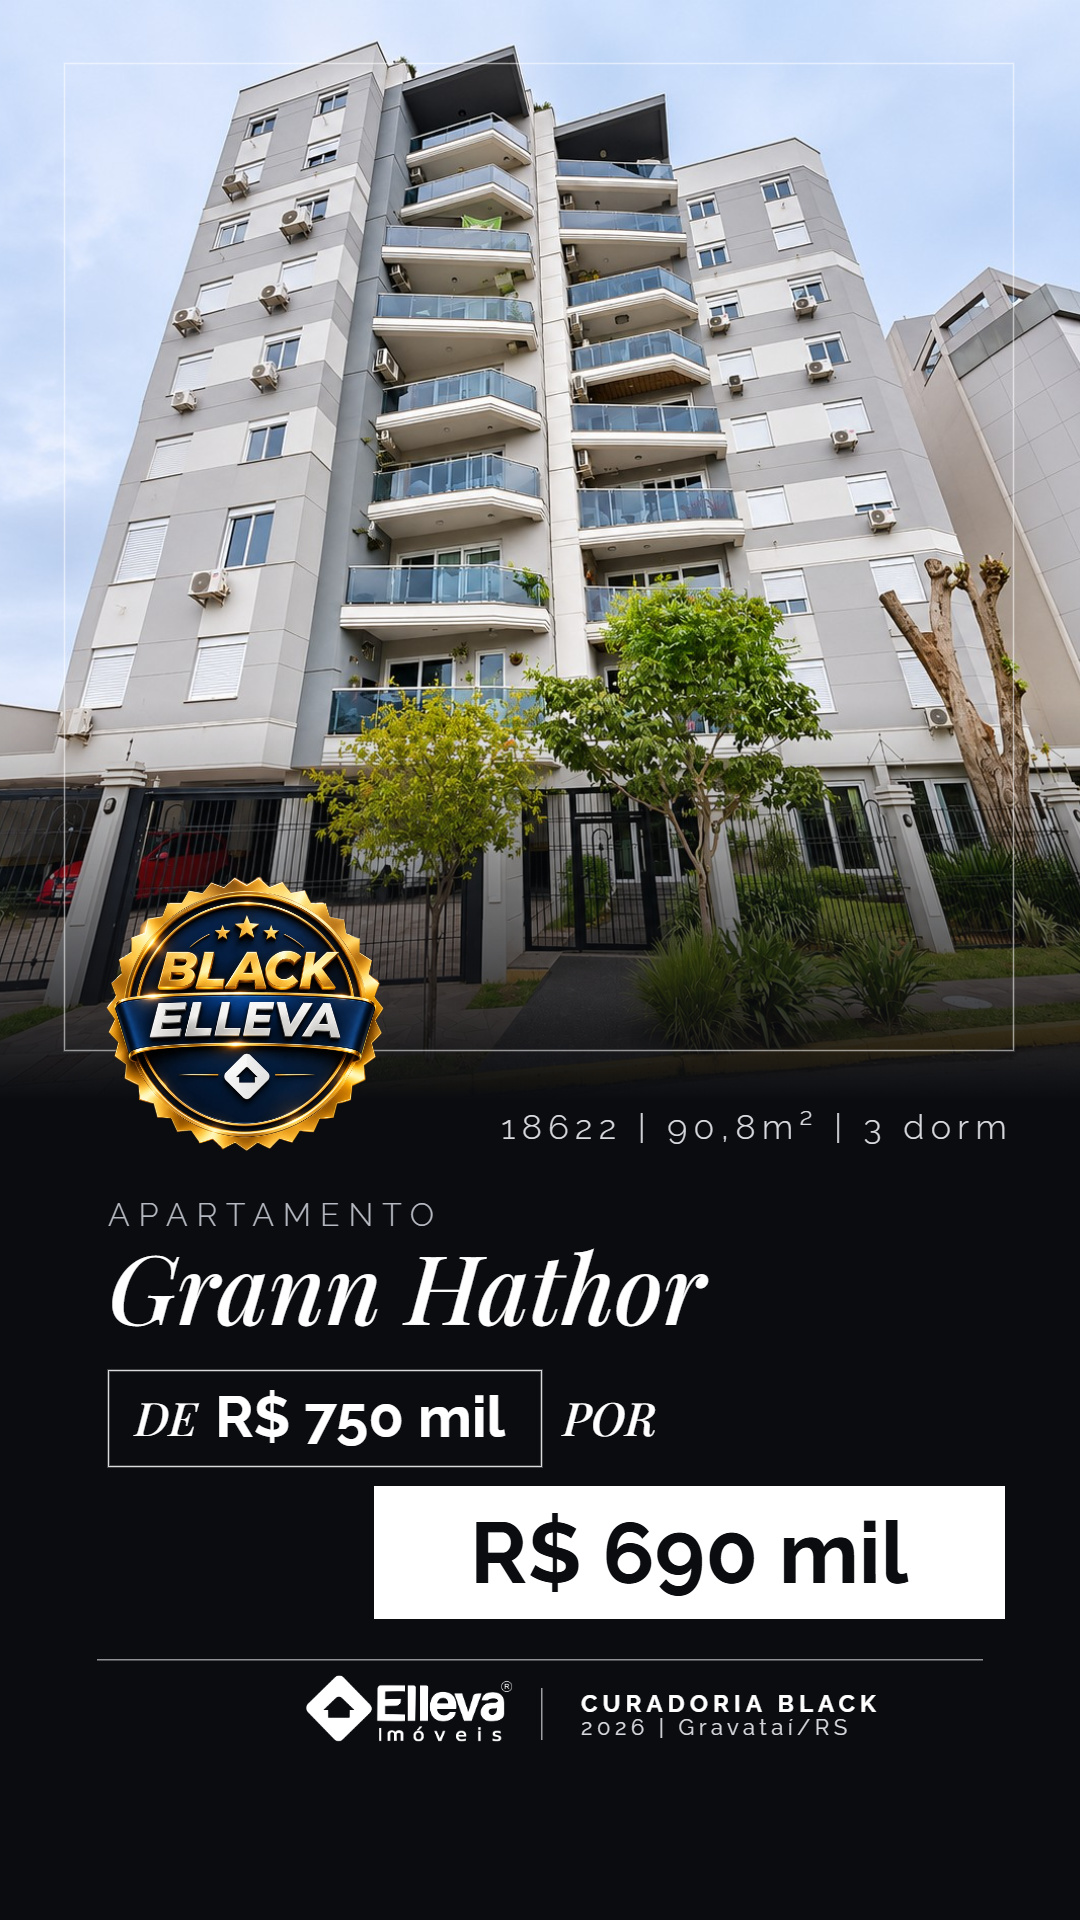 BLACK
ELLEVA
18622 | 90,8m² | 3 dorm
APARTAMENTO
Grann Hathor
DE R$ 750 mil POR
R$ 690 mil
Elleva®
Imóveis
CURADORIA BLACK
2026 | Gravataí/RS